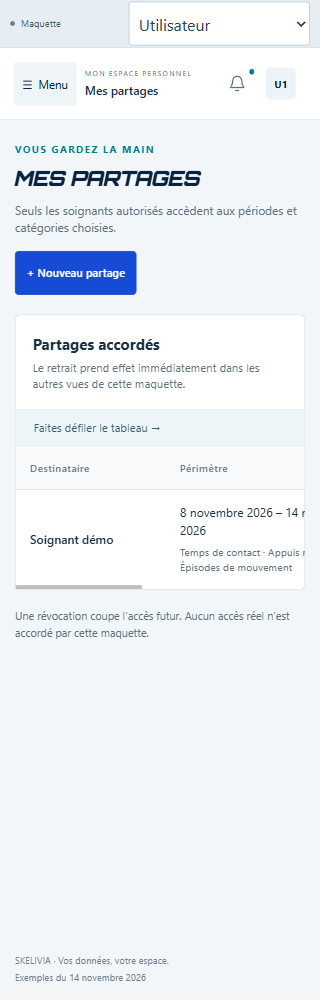 Maquette
Utilisateur
☰ Menu
MON ESPACE PERSONNEL
Mes partages
U1
VOUS GARDEZ LA MAIN
MES PARTAGES
Seuls les soignants autorisés accèdent aux périodes et
catégories choisies.
+ Nouveau partage
Partages accordés
Le retrait prend effet immédiatement dans les
autres vues de cette maquette.
Faites défiler le tableau →
Destinataire
Périmètre
Soignant démo
8 novembre 2026 – 14
2026
Temps de contact · Appuis
Épisodes de mouvement
Une révocation coupe l'accès futur. Aucun accès réel n'est
accordé par cette maquette.
SKELIVIA · Vos données, votre espace.
Exemples du 14 novembre 2026